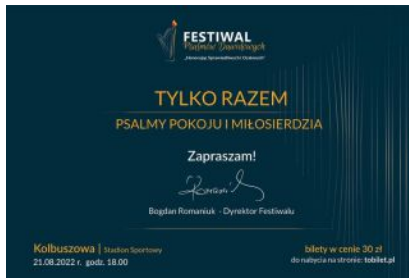 FESTIWAL
Psalmów Dawidowych
TYLKO RAZEM
PSALMY POKOJU I MIŁOSIERDZIA
Zapraszam!
Bogdan Romaniuk - Dyrektor Festiwalu
Kolbuszowa | Stadion Sportowy
21.08.2022 r. godz. 18.00
bilety w cenie 30 zł
do nabycia na stronie: tobilet.pl